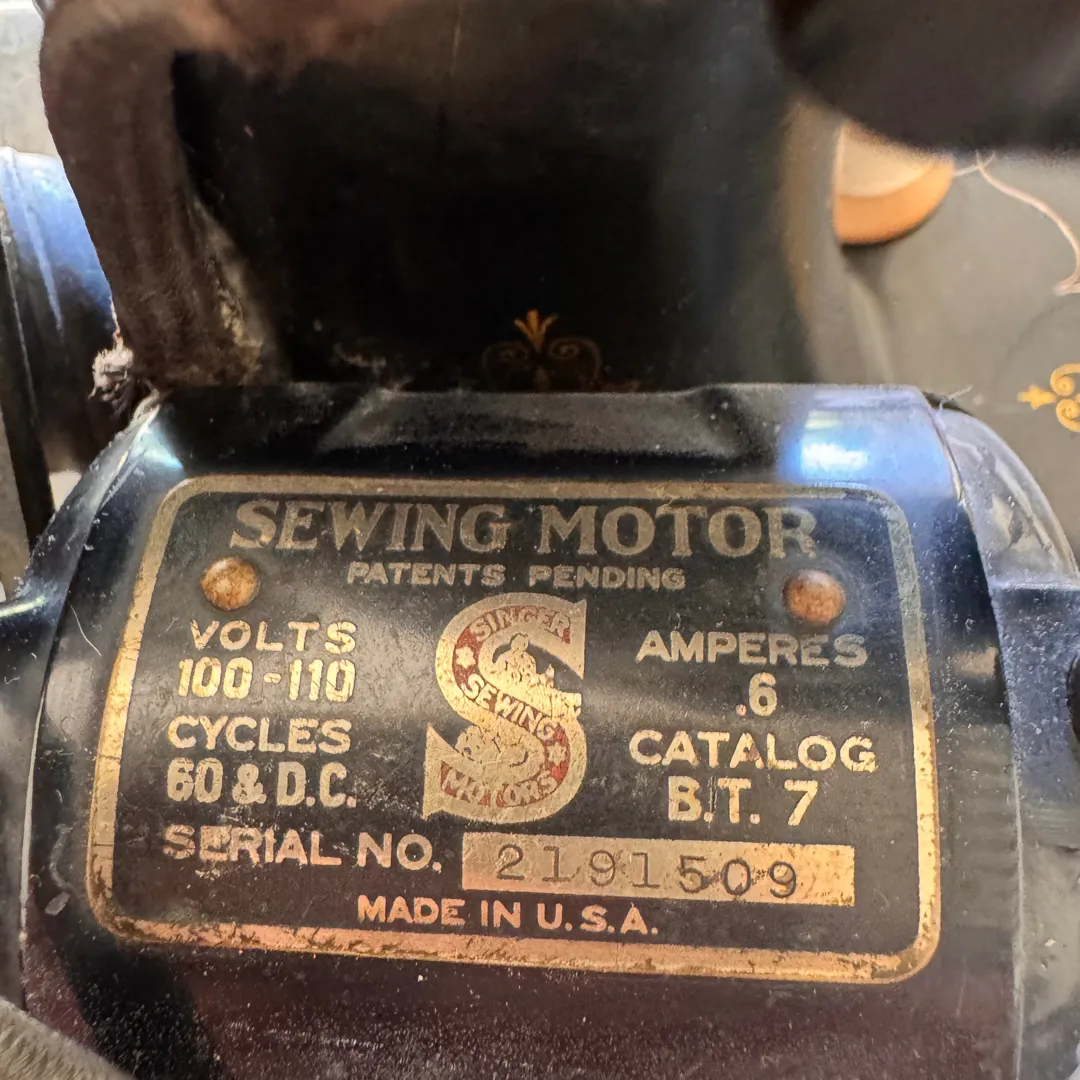 SEWING MOTOR
PATENTS PENDING
VOLTS
100-110
CYCLES
60 & D.C.
SINGER
SEWING
MOTORS
AMPERES
.6
CATALOG
B.T. 7
SERIAL NO. 2191509
MADE IN U.S.A.